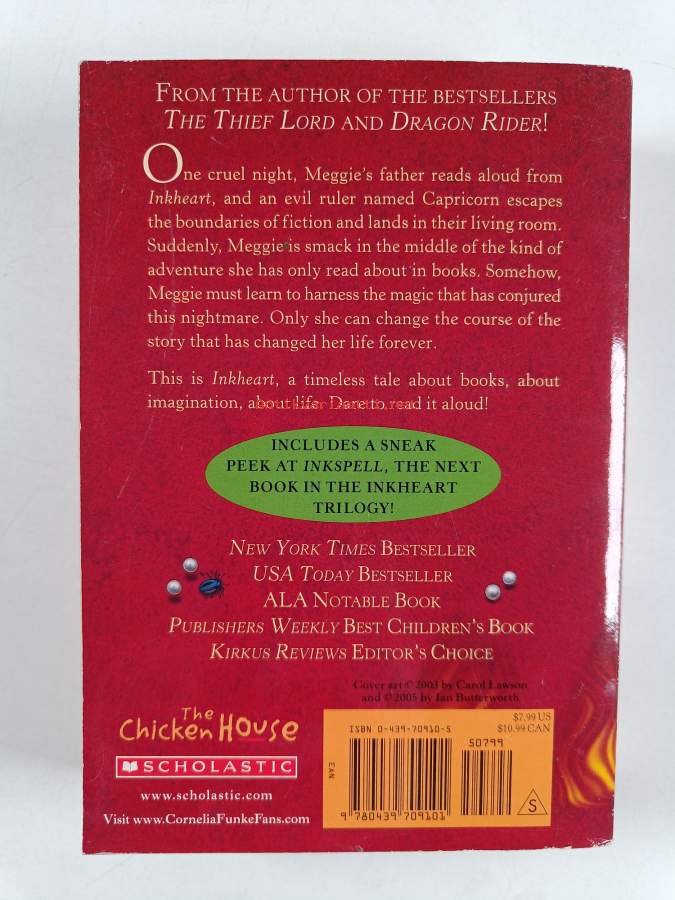 FROM THE AUTHOR OF THE BESTSELLERS
THE THIEF LORD AND DRAGON RIDER!
One cruel night, Meggie's father reads aloud from
Inkheart, and an evil ruler named Capricorn escapes
the boundaries of fiction and lands in their living room.
Suddenly, Meggie is smack in the middle of the kind of
adventure she has only read about in books. Somehow,
Meggie must learn to harness the magic that has conjured
this nightmare. Only she can change the course of the
story that has changed her life forever.
This is Inkheart, a timeless tale about books, about
imagination, about life. Dare to read it aloud!
INCLUDES A SNEAK
PEEK AT INKSPELL, THE NEXT
BOOK IN THE INKHEART
TRILOGY!
NEW YORK TIMES BESTSELLER
USA TODAY BESTSELLER
ALA NOTABLE BOOK
PUBLISHERS WEEKLY BEST CHILDREN'S BOOK
KIRKUS REVIEWS EDITOR'S CHOICE
Cover art © 2003 by Carol Lawson
and © 2005 by Ian Butterworth
The
Chicken House
SCHOLASTIC
www.scholastic.com
Visit www.CorneliaFunkeFans.com
$7.99 US
$10.99 CAN
ISBN 0-439-70910-5
50799
EAN
S
9 780439 709101